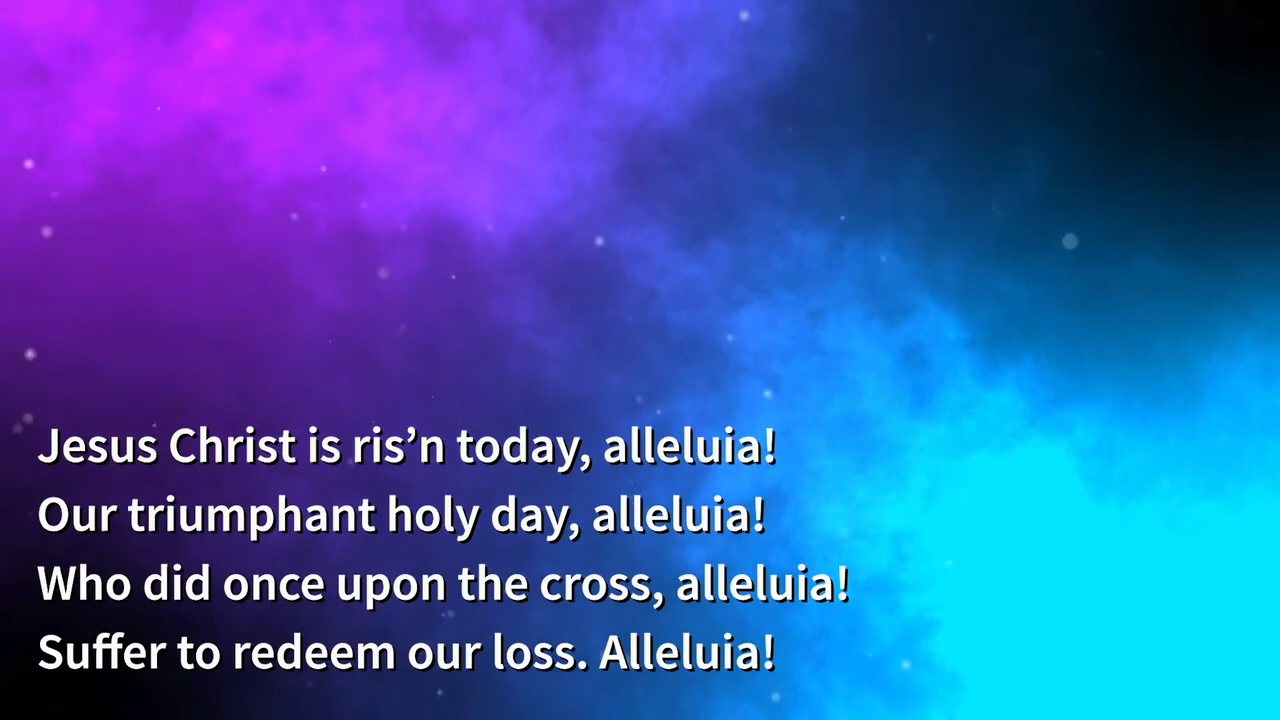 Jesus Christ is ris’n today, alleluia!
Our triumphant holy day, alleluia!
Who did once upon the cross, alleluia!
Suffer to redeem our loss. Alleluia!